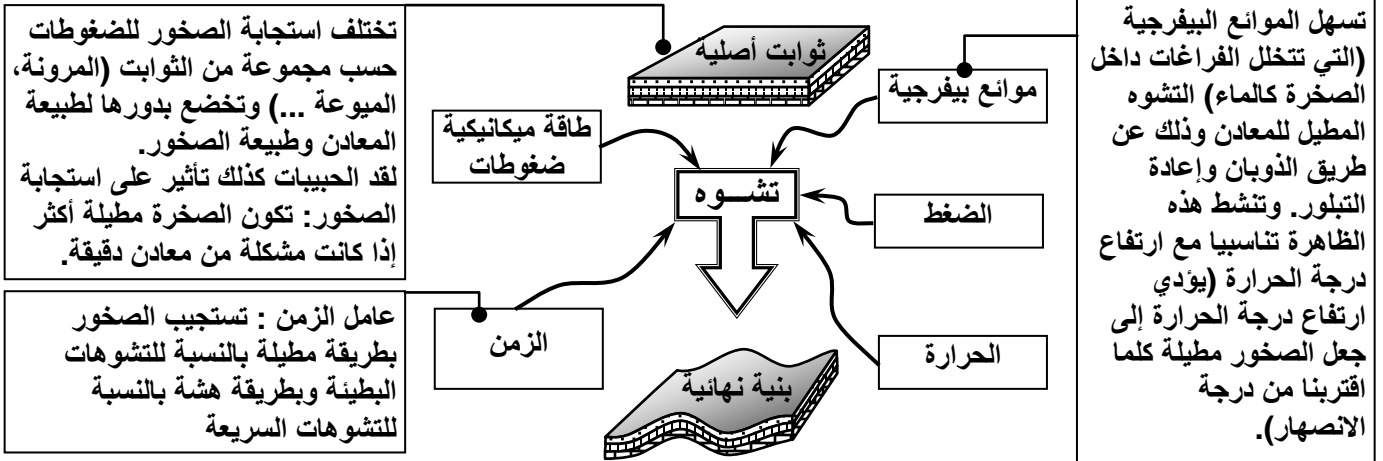 تسهل الموائع البيفرجية
(التي تتخلل الفراغات داخل
الصخرة كالماء) التشوه
المطيل للمعادن وذلك عن
طريق الذوبان وإعادة
التبلور. وتنشط هذه
الظاهرة تناسبيا مع ارتفاع
درجة الحرارة (يؤدي
ارتفاع درجة الحرارة إلى
جعل الصخور مطيلة كلما
اقتربنا من درجة
الانصهار).
ثوابت أصلية
موائع بيفرجية
طاقة ميكانيكية
ضغوطات
تشـــوه
الضغط
الزمن
الحرارة
بنية نهائية
تختلف استجابة الصخور للضغوطات
حسب مجموعة من الثوابت (المرونة،
الميوعة ...) وتخضع بدورها لطبيعة
المعادن وطبيعة الصخور.
لقد الحبيبات كذلك تأثير على استجابة
الصخور: تكون الصخرة مطيلة أكثر
إذا كانت مشكلة من معادن دقيقة.
عامل الزمن : تستجيب الصخور
بطريقة مطيلة بالنسبة للتشوهات
البطيئة وبطريقة هشة بالنسبة
للتشوهات السريعة